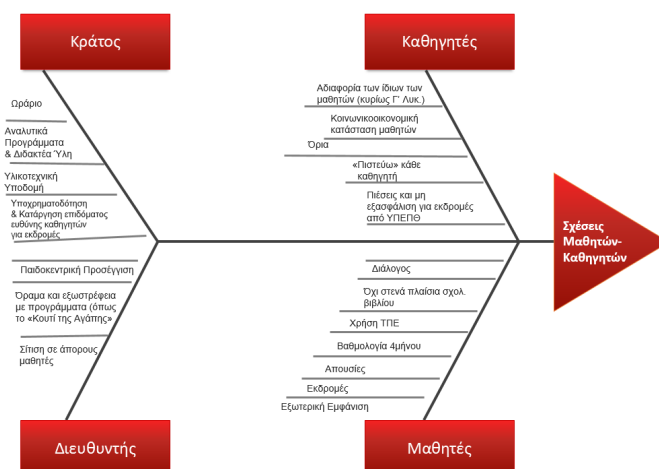 Κράτος
Καθηγητές
Ωράριο
Αναλυτικά
Προγράμματα
& Διδακτέα Ύλη
Υλικοτεχνική
Υποδομή
Υποχρηματοδότηση
& Κατάργηση επιδόματος
ευθύνης καθηγητών
για εκδρομές
Αδιαφορία των ίδιων των
μαθητών (κυρίως Γ΄ Λυκ.)
Κοινωνικοοικονομική
κατάσταση μαθητών
Όρια
«Πιστεύω» κάθε
καθηγητή
Πιέσεις και μη
εξασφάλιση για εκδρομές
από ΥΠΕΠΘ
Σχέσεις
Μαθητών-
Καθηγητών
Παιδοκεντρική Προσέγγιση
Όραμα και εξωστρέφεια
με προγράμματα (όπως
το «Κουτί της Αγάπης»
Σίτιση σε άπορους
μαθητές
Διάλογος
Όχι στενά πλαίσια σχολ.
βιβλίου
Χρήση ΤΠΕ
Βαθμολογία 4μήνου
Απουσίες
Εκδρομές
Εξωτερική Εμφάνιση
Διευθυντής
Μαθητές